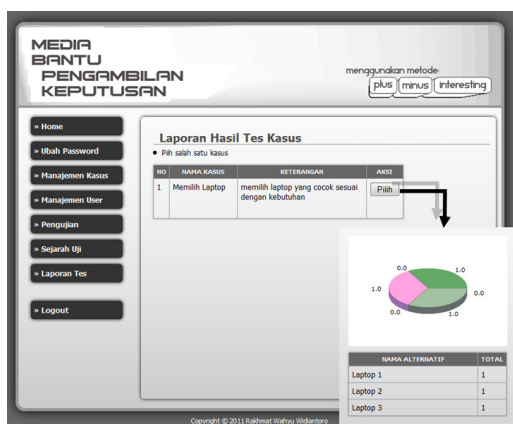 MEDIA
BANTU
PENGAMBILAN
KEPUTUSAN
menggunakan metode:
plus minus interesting
» Home
» Ubah Password
» Manajemen Kasus
» Manajemen User
» Pengujian
» Sejarah Uji
» Laporan Tes
» Logout
Laporan Hasil Tes Kasus
• Pih salah satu kasus
NO NAMA KASUS KETERANGAN AKSI
1 Memilih Laptop memilih laptop yang cocok sesuai Pilih
dengan kebutuhan
0.0 1.0
1.0 0.0
0.0 1.0
NAMA ALTERNATIF TOTAL
Laptop 1 1
Laptop 2 1
Laptop 3 1
Copyright © 2011 Rakhmat Wahyu Widiantoro